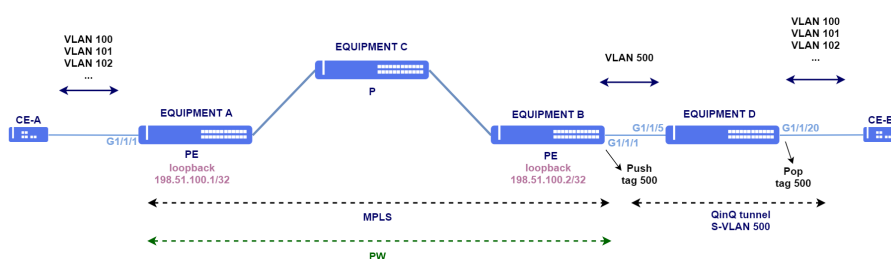 VLAN 100
VLAN 101
VLAN 102
...
EQUIPMENT C
P
VLAN 500
VLAN 100
VLAN 101
VLAN 102
...
CE-A
EQUIPMENT A
G1/1/1
PE
loopback
198.51.100.1/32
EQUIPMENT B
G1/1/5
G1/1/1
PE
loopback
198.51.100.2/32
EQUIPMENT D
G1/1/20
Push
tag 500
Pop
tag 500
MPLS
QinQ tunnel
S-VLAN 500
PW